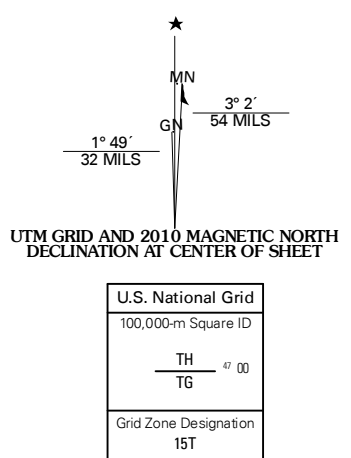 ★
MN
3° 2´
54 MILS
GN
1° 49´
32 MILS
UTM GRID AND 2010 MAGNETIC NORTH
DECLINATION AT CENTER OF SHEET
U.S. National Grid
100,000-m Square ID
TH
47 00
TG
Grid Zone Designation
15T